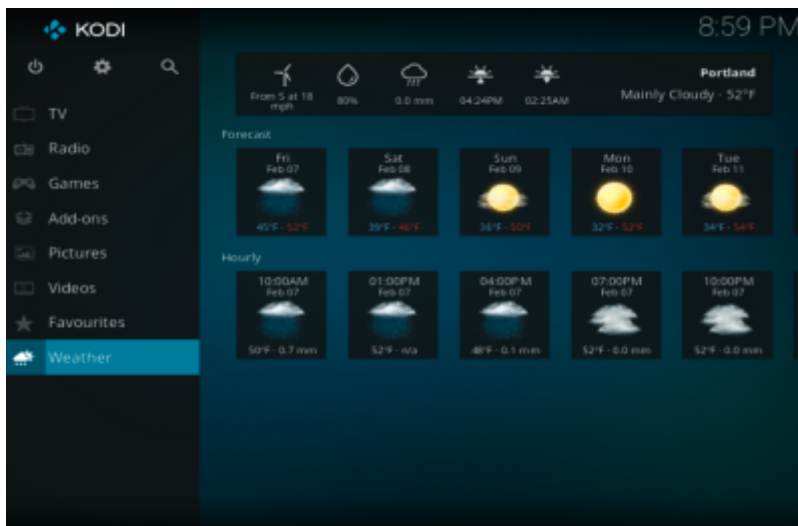 KODI
8:59 PM
TV
Radio
Games
Add-ons
Pictures
Videos
Favourites
Weather
From S at 18
mph
80%
0.0 mm
04:24PM
02:25AM
Portland
Mainly Cloudy - 52°F
Forecast
Fri
Feb 07
45°F - 52°F
Sat
Feb 08
39°F - 46°F
Sun
Feb 09
36°F - 50°F
Mon
Feb 10
32°F - 52°F
Tue
Feb 11
34°F - 54°F
Hourly
10:00AM
Feb 07
50°F - 0.7 mm
01:00PM
Feb 07
52°F - n/a
04:00PM
Feb 07
48°F - 0.1 mm
07:00PM
Feb 07
52°F - 0.0 mm
10:00PM
Feb 07
52°F - 0.0 mm